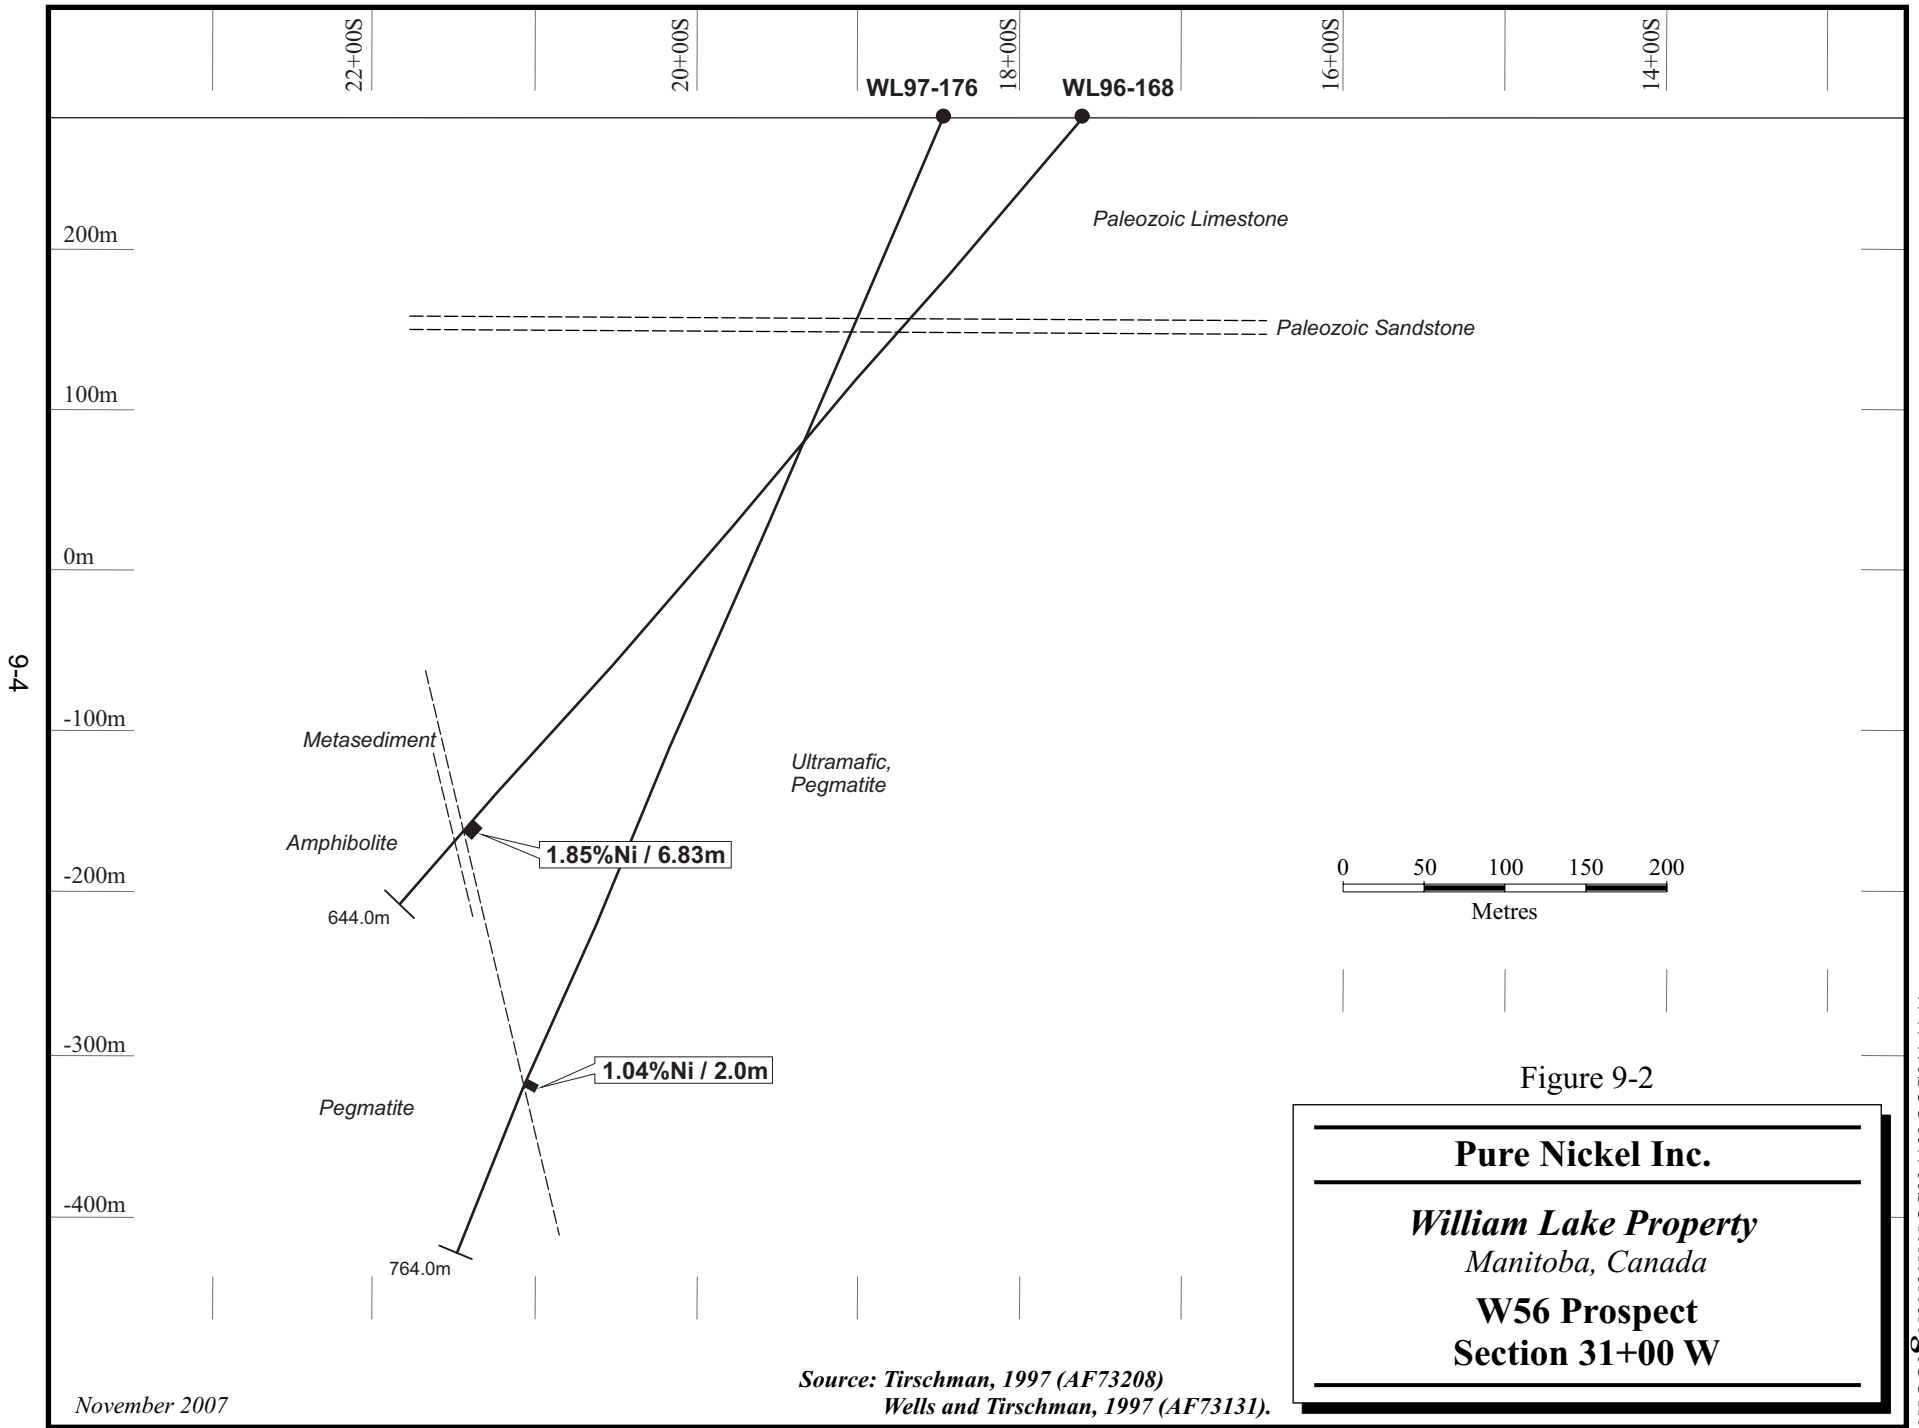 22+00S
20+00S
18+00S
16+00S
14+00S
WL97-176
WL96-168
Paleozoic Limestone
200m
Paleozoic Sandstone
100m
0m
9-4
-100m
Metasediment
Ultramafic,
Pegmatite
Amphibolite
1.85%Ni / 6.83m
-200m
644.0m
0 50 100 150 200
Metres
-300m
1.04%Ni / 2.0m
Pegmatite
-400m
764.0m
Figure 9-2
Pure Nickel Inc.
William Lake Property
Manitoba, Canada
W56 Prospect
Section 31+00 W
Source: Tirschman, 1997 (AF73208)
Wells and Tirschman, 1997 (AF73131).
November 2007